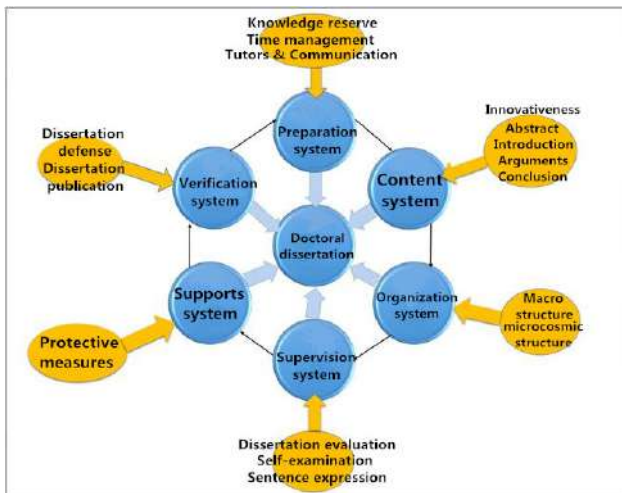 Knowledge reserve
Time management
Tutors & Communication
Preparation
system
Innovativeness
Abstract
Introduction
Arguments
Conclusion
Content
system
Macro
structure
microcosmic
structure
Organization
system
Dissertation evaluation
Self-examination
Sentence expression
Supervision
system
Protective
measures
Supports
system
Dissertation
defense
Dissertation
publication
Verification
system
Doctoral
dissertation